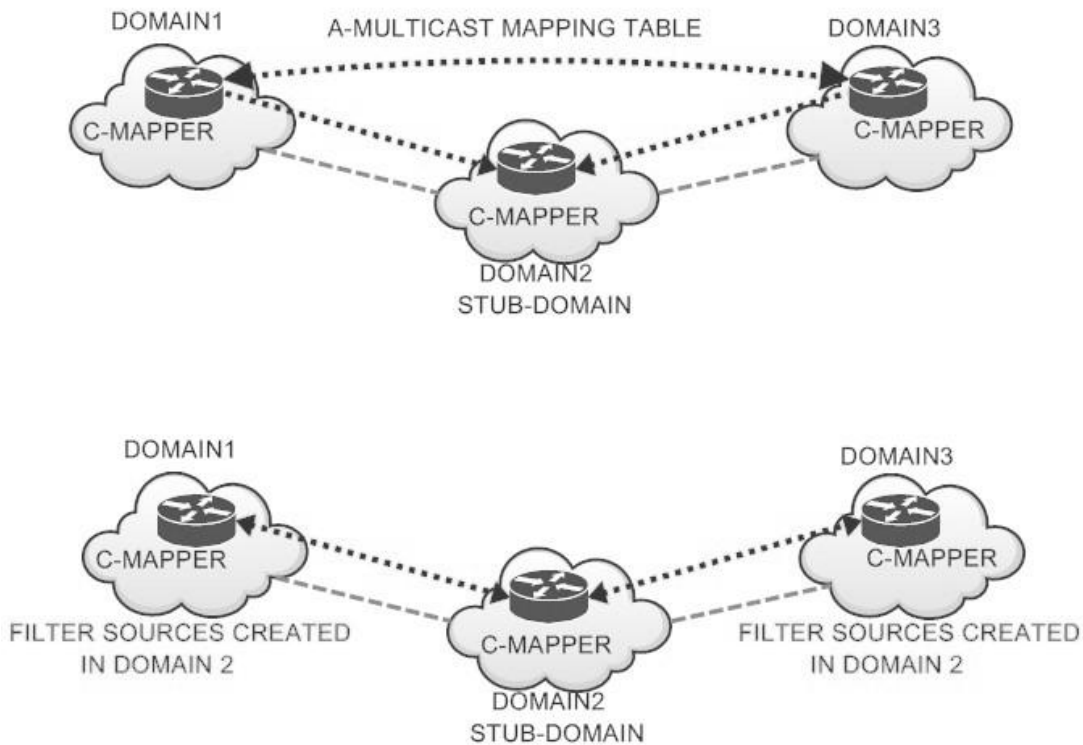 DOMAIN1
A-MULTICAST MAPPING TABLE
DOMAIN3
C-MAPPER
C-MAPPER
C-MAPPER
DOMAIN2
STUB-DOMAIN
DOMAIN1
DOMAIN3
C-MAPPER
C-MAPPER
C-MAPPER
FILTER SOURCES CREATED
IN DOMAIN 2
FILTER SOURCES CREATED
IN DOMAIN 2
DOMAIN2
STUB-DOMAIN